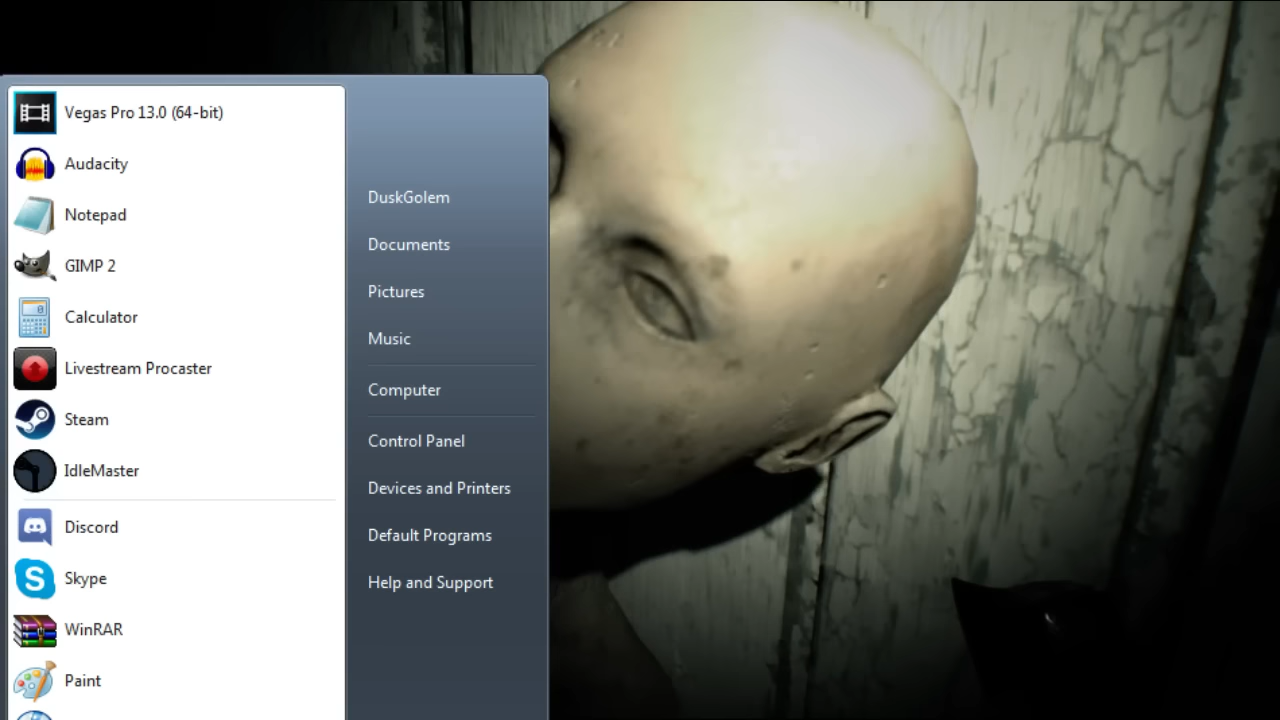 Vegas Pro 13.0 (64-bit)
Audacity
Notepad
GIMP 2
Calculator
Livestream Procaster
Steam
IdleMaster
Discord
Skype
WinRAR
Paint
DuskGolem
Documents
Pictures
Music
Computer
Control Panel
Devices and Printers
Default Programs
Help and Support